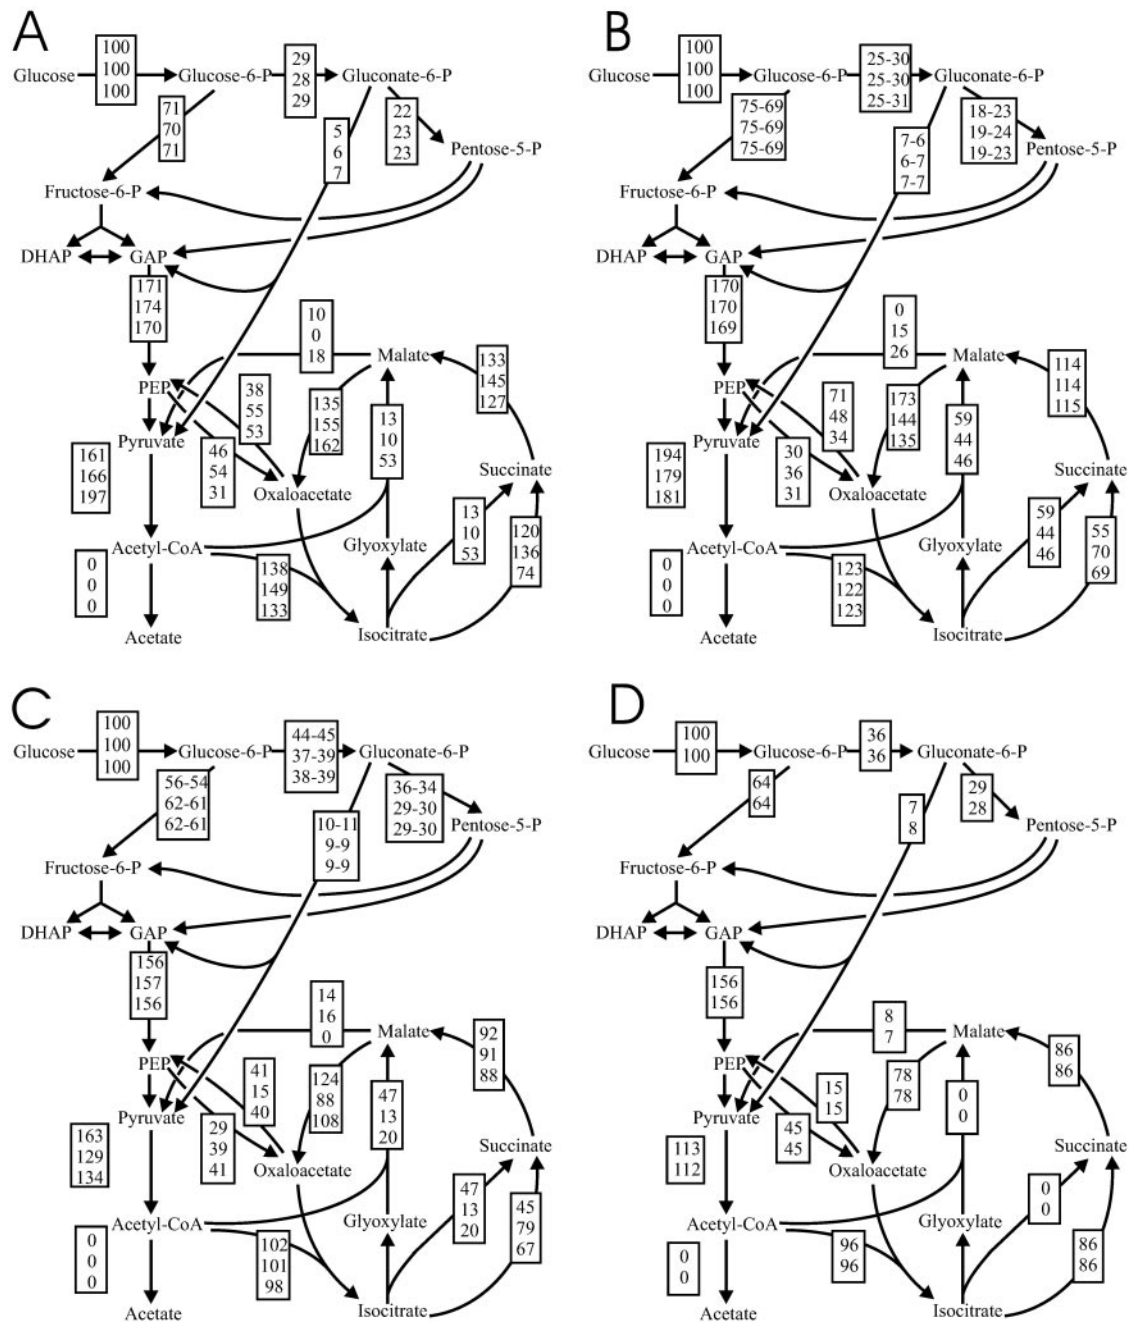 A
Glucose
100
100
100
Glucose-6-P
29
28
29
Gluconate-6-P
71
70
71
5
6
7
22
23
23
Pentose-5-P
Fructose-6-P
DHAP
GAP
171
174
170
10
0
18
Malate
133
145
127
PEP
38
55
53
135
155
162
13
10
53
Pyruvate
161
166
197
46
54
31
Oxaloacetate
Succinate
13
10
53
120
136
74
Acetyl-CoA
Glyoxylate
0
0
0
138
149
133
Acetate
Isocitrate
B
Glucose
100
100
100
Glucose-6-P
25-30
25-30
25-31
Gluconate-6-P
75-69
75-69
75-69
7-6
6-7
7-7
18-23
19-24
19-23
Pentose-5-P
Fructose-6-P
DHAP
GAP
170
170
169
0
15
26
Malate
114
114
115
PEP
71
48
34
173
144
135
59
44
46
Pyruvate
194
179
181
30
36
31
Oxaloacetate
Succinate
59
44
46
55
70
69
Acetyl-CoA
Glyoxylate
0
0
0
123
122
123
Acetate
Isocitrate
C
Glucose
100
100
100
Glucose-6-P
44-45
37-39
38-39
Gluconate-6-P
56-54
62-61
62-61
10-11
9-9
9-9
36-34
29-30
29-30
Pentose-5-P
Fructose-6-P
DHAP
GAP
156
157
156
14
16
0
Malate
92
91
88
PEP
41
15
40
124
88
108
47
13
20
Pyruvate
163
129
134
29
39
41
Oxaloacetate
Succinate
47
13
20
45
79
67
Acetyl-CoA
Glyoxylate
0
0
0
102
101
98
Acetate
Isocitrate
D
Glucose
100
100
Glucose-6-P
36
36
Gluconate-6-P
64
64
7
8
29
28
Pentose-5-P
Fructose-6-P
DHAP
GAP
156
156
8
7
Malate
86
86
PEP
15
15
78
78
0
0
Pyruvate
113
112
45
45
Oxaloacetate
Succinate
0
0
86
86
Acetyl-CoA
Glyoxylate
0
0
96
96
Acetate
Isocitrate